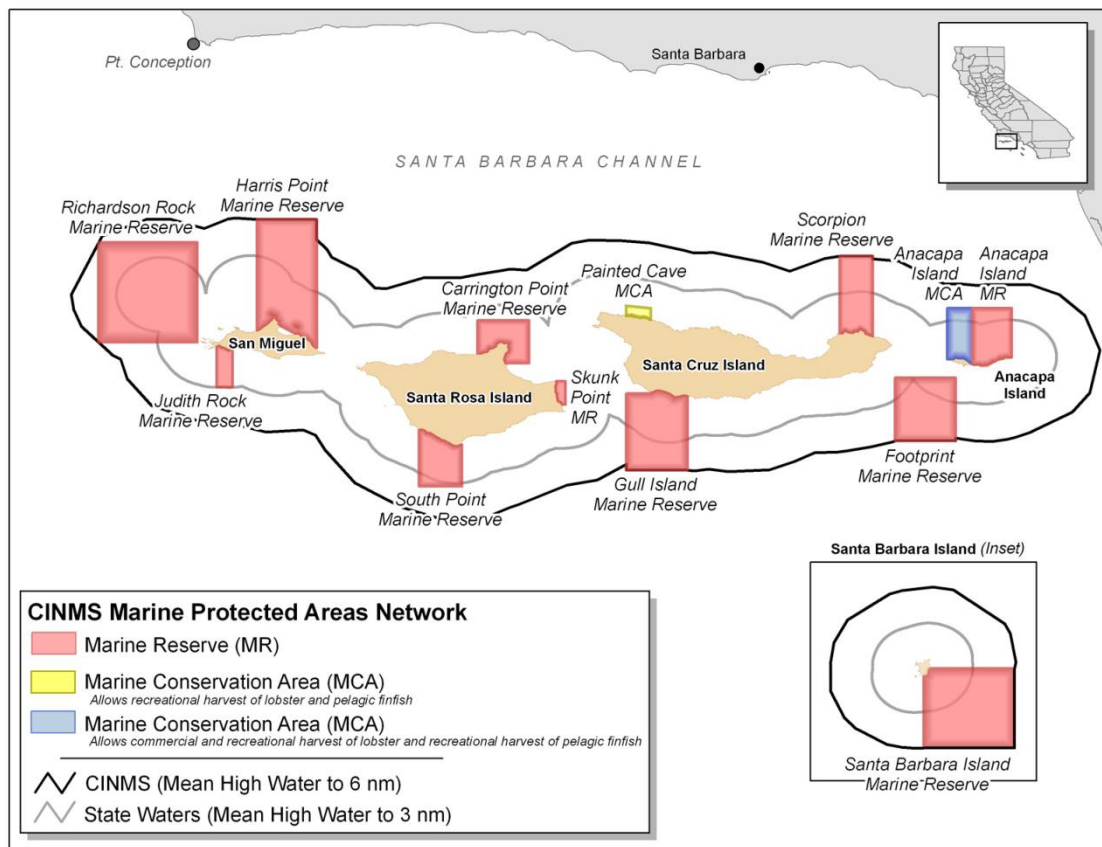 Pt. Conception
Santa Barbara
SANTA BARBARA CHANNEL
Richardson Rock
Marine Reserve
Harris Point
Marine Reserve
Carrington Point
Marine Reserve
Painted Cave
MCA
Scorpion
Marine Reserve
Anacapa
Island
MCA
Anacapa
Island
MR
San Miguel
Santa Rosa Island
Santa Cruz Island
Anacapa
Island
Judith Rock
Marine Reserve
Skunk
Point
MR
South Point
Marine Reserve
Gull Island
Marine Reserve
Footprint
Marine Reserve
Santa Barbara Island (Inset)
Santa Barbara Island
Marine Reserve
CINMS Marine Protected Areas Network
Marine Reserve (MR)
Marine Conservation Area (MCA)
Allows recreational harvest of lobster and pelagic finfish
Marine Conservation Area (MCA)
Allows commercial and recreational harvest of lobster and recreational harvest of pelagic finfish
CINMS (Mean High Water to 6 nm)
State Waters (Mean High Water to 3 nm)